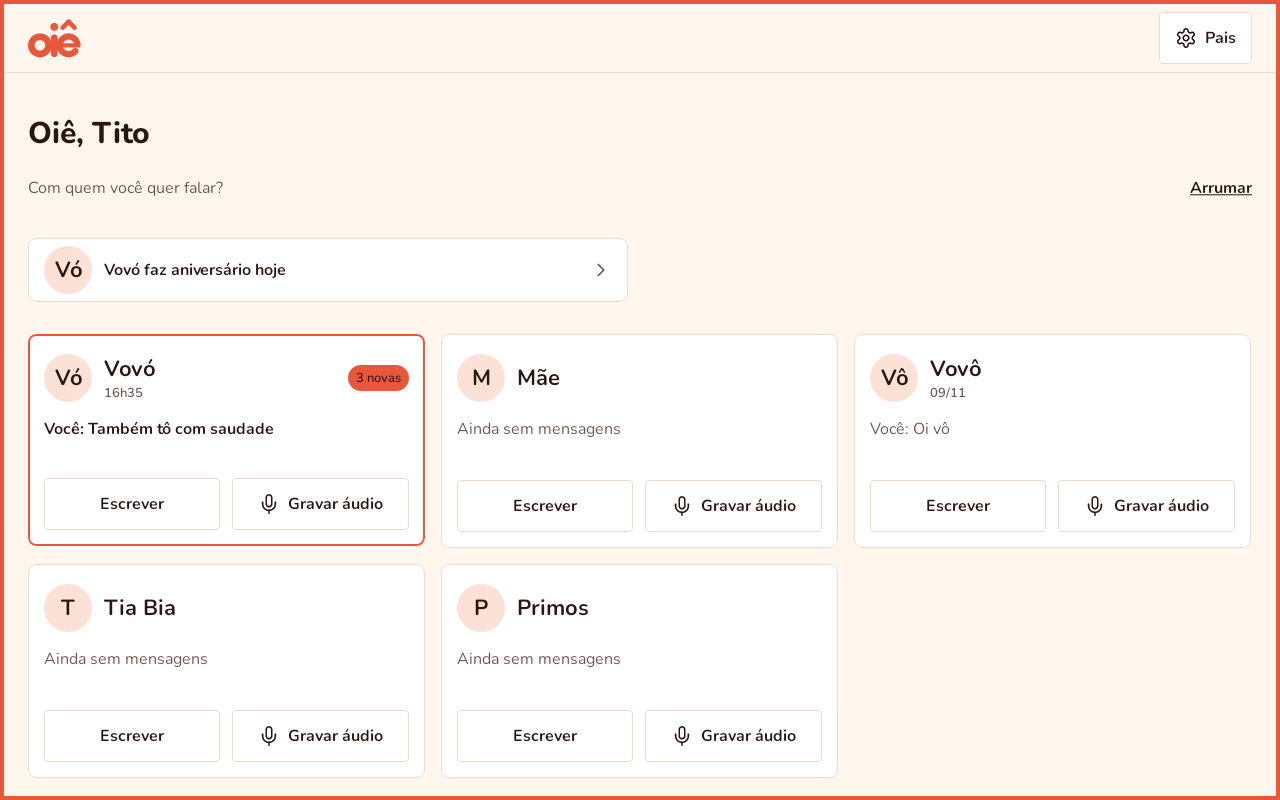 oiê
Pais
Oiê, Tito
Com quem você quer falar?
Arrumar
Vó
Vovó faz aniversário hoje
Vó
Vovó
16h35
3 novas
Você: Também tô com saudade
Escrever
Gravar áudio
M
Mãe
Ainda sem mensagens
Escrever
Gravar áudio
Vô
Vovô
09/11
Você: Oi vô
Escrever
Gravar áudio
T
Tia Bia
Ainda sem mensagens
Escrever
Gravar áudio
P
Primos
Ainda sem mensagens
Escrever
Gravar áudio